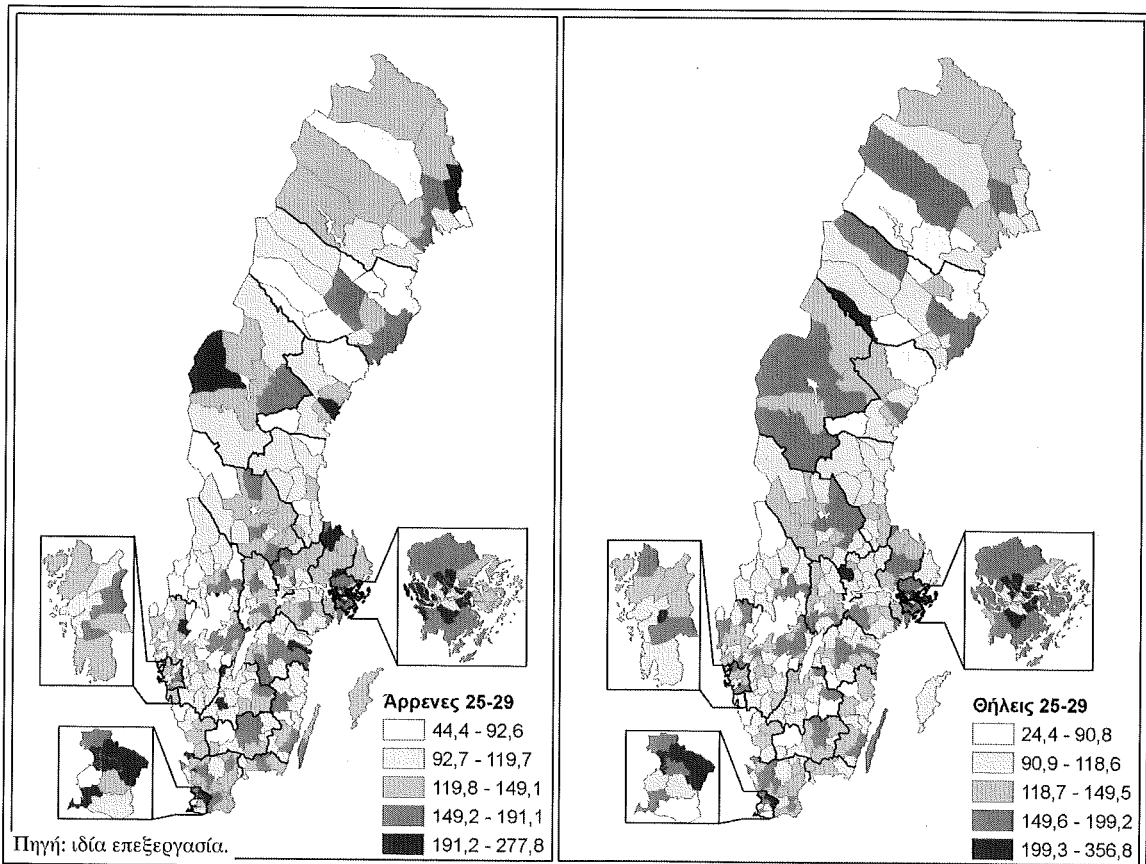 Άρρενες 25-29
44,4 - 92,6
92,7 - 119,7
119,8 - 149,1
149,2 - 191,1
191,2 - 277,8
Πηγή: ιδία επεξεργασία.
Θήλεις 25-29
24,4 - 90,8
90,9 - 118,6
118,7 - 149,5
149,6 - 199,2
199,3 - 356,8